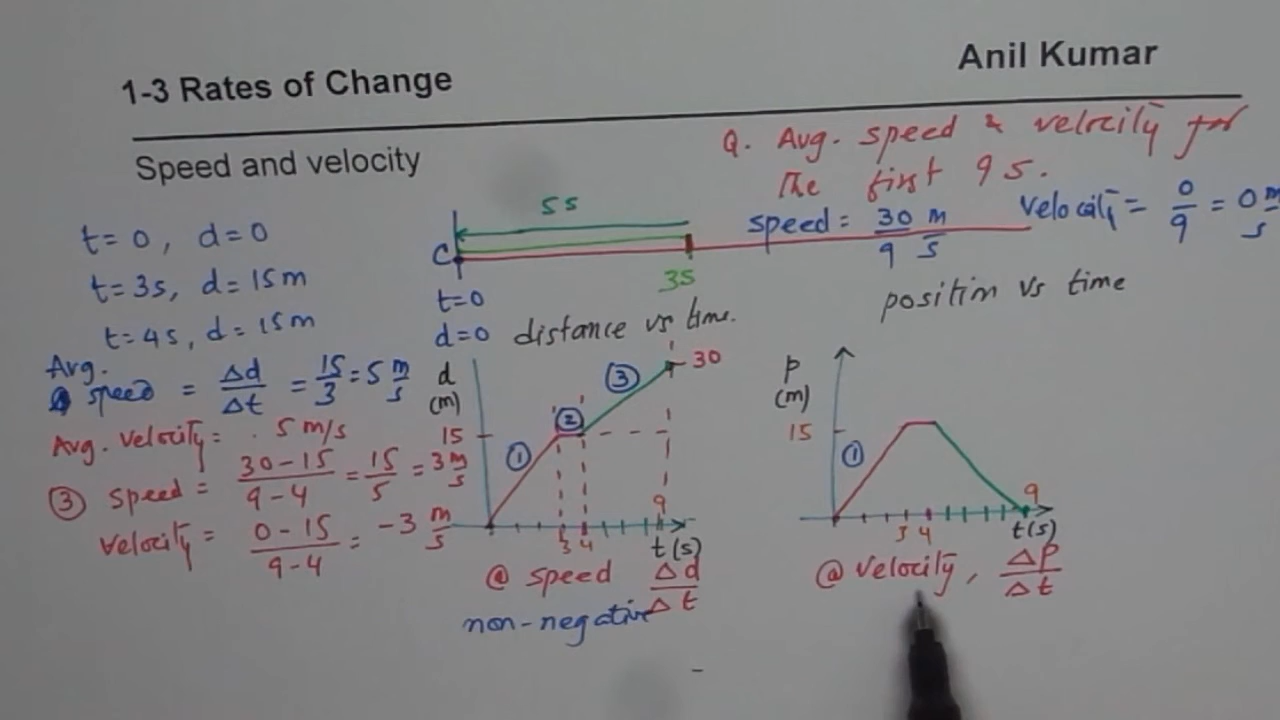 1-3 Rates of Change
Anil Kumar
Speed and velocity
Q. Avg. speed & velocity for
The first 9 s.
speed = 30/9 m/s
velocity = 0/9 = 0 m/s
t=0, d=0
t=3s, d=15m
t=4s, d=15m
5s
C
3s
t=0
d=0
distance vs time.
position vs time
Avg.
speed = Δd/Δt = 15/3 = 5 m/s
Avg. velocity = 5 m/s
③ speed = (30-15)/(9-4) = 15/5 = 3 m/s
velocity = (0-15)/(9-4) = -3 m/s
d
(m)
30
③
②
15
①
9
3 4
t(s)
@ speed Δd/Δt
non-negative
p
(m)
15
①
9
3 4
t(s)
@ velocity, Δp/Δt